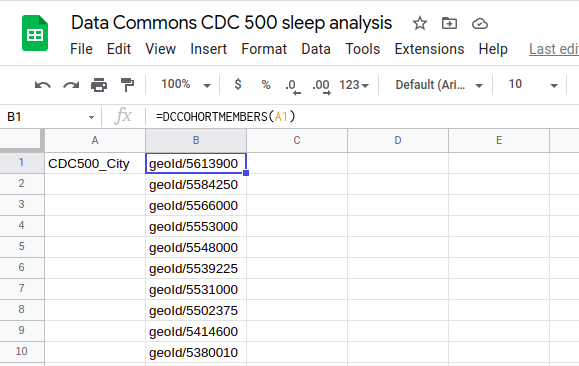 Data Commons CDC 500 sleep analysis
File Edit View Insert Format Data Tools Extensions Help Last edi
100% $ % .0 .00 123 Default (Ari... 10
B1 fx =DCCOHORTMEMBERS(A1)
A B C D E
1 CDC500_City geoId/5613900
2 geoId/5584250
3 geoId/5566000
4 geoId/5553000
5 geoId/5548000
6 geoId/5539225
7 geoId/5531000
8 geoId/5502375
9 geoId/5414600
10 geoId/5380010